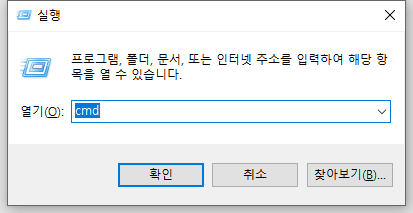 실행
프로그램, 폴더, 문서, 또는 인터넷 주소를 입력하여 해당 항
목을 열 수 있습니다.
열기(O): cmd
확인 취소 찾아보기(B)...